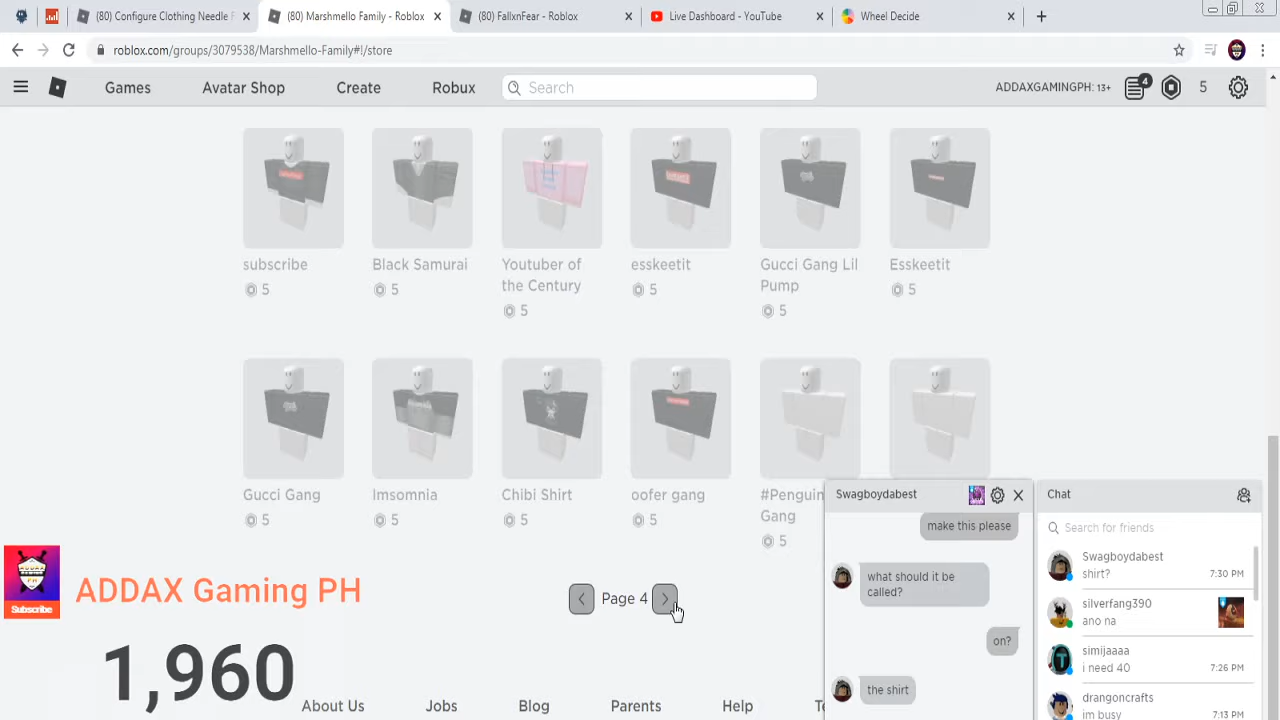 (80) Configure Clothing Needle F
(80) Marshmello Family - Roblox
(80) FallxnFear - Roblox
Live Dashboard - YouTube
Wheel Decide
roblox.com/groups/3079538/Marshmello-Family#!/store
Games
Avatar Shop
Create
Robux
Search
ADDAXGAMINGPH: 13+
4
5
subscribe
Black Samurai
Youtuber of
the Century
esskeetit
Gucci Gang Lil
Pump
Esskeetit
5
5
5
5
5
5
Gucci Gang
Imsomnia
Chibi Shirt
oofer gang
#Penguin
Gang
5
5
5
5
5
Page 4
Subscribe
ADDAX Gaming PH
1,960
About Us
Jobs
Blog
Parents
Help
Swagboydabest
make this please
what should it be
called?
on?
the shirt
Chat
Search for friends
Swagboydabest
shirt?
7:30 PM
silverfang390
ano na
simijaaaa
i need 40
7:26 PM
drangoncrafts
im busy
7:13 PM